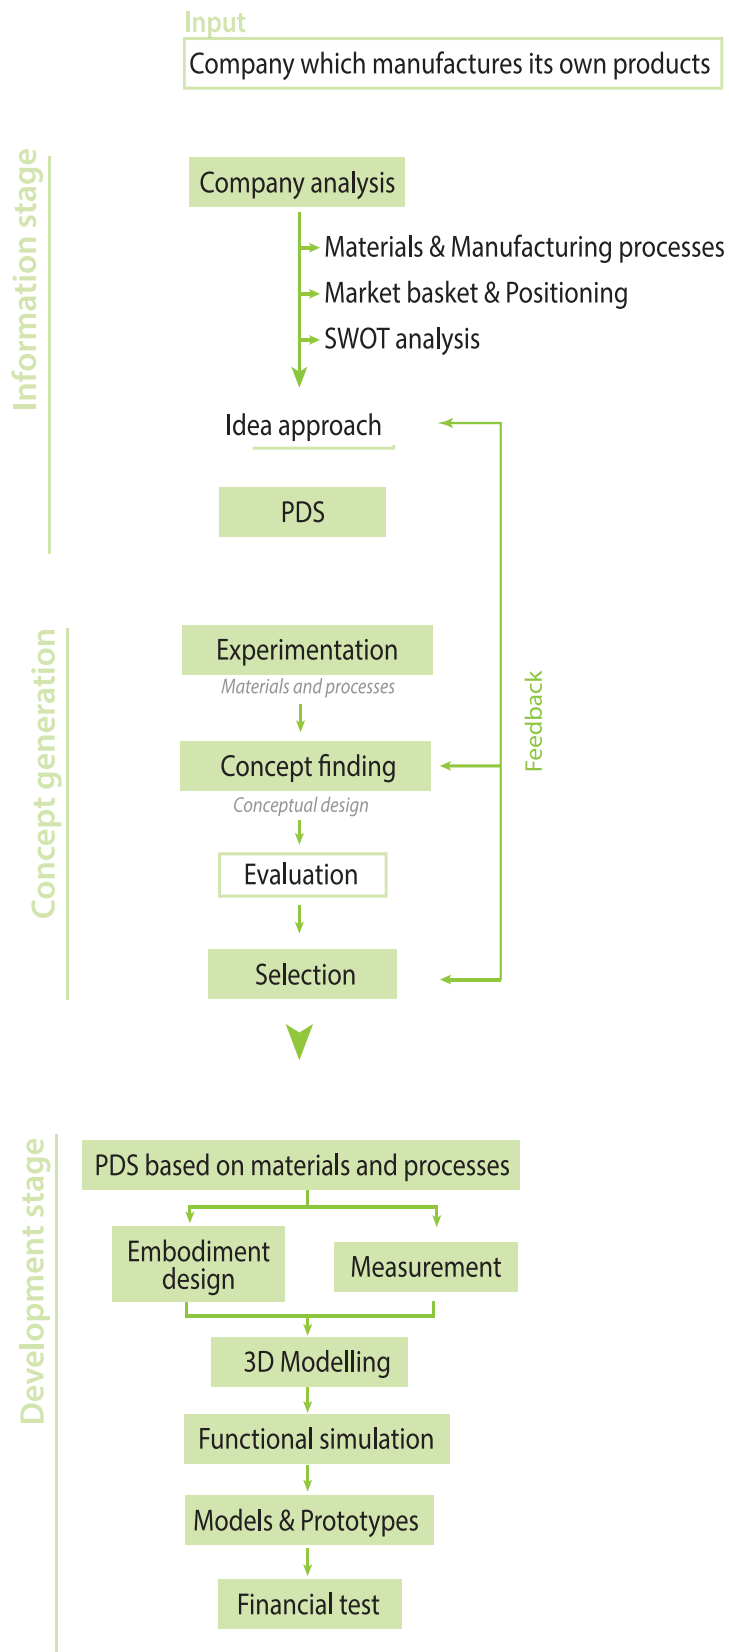 Input
Company which manufactures its own products
Information stage
Company analysis
Materials & Manufacturing processes
Market basket & Positioning
SWOT analysis
Idea approach
PDS
Concept generation
Experimentation
Materials and processes
Feedback
Concept finding
Conceptual design
Evaluation
Selection
Development stage
PDS based on materials and processes
Embodiment
design
Measurement
3D Modelling
Functional simulation
Models & Prototypes
Financial test